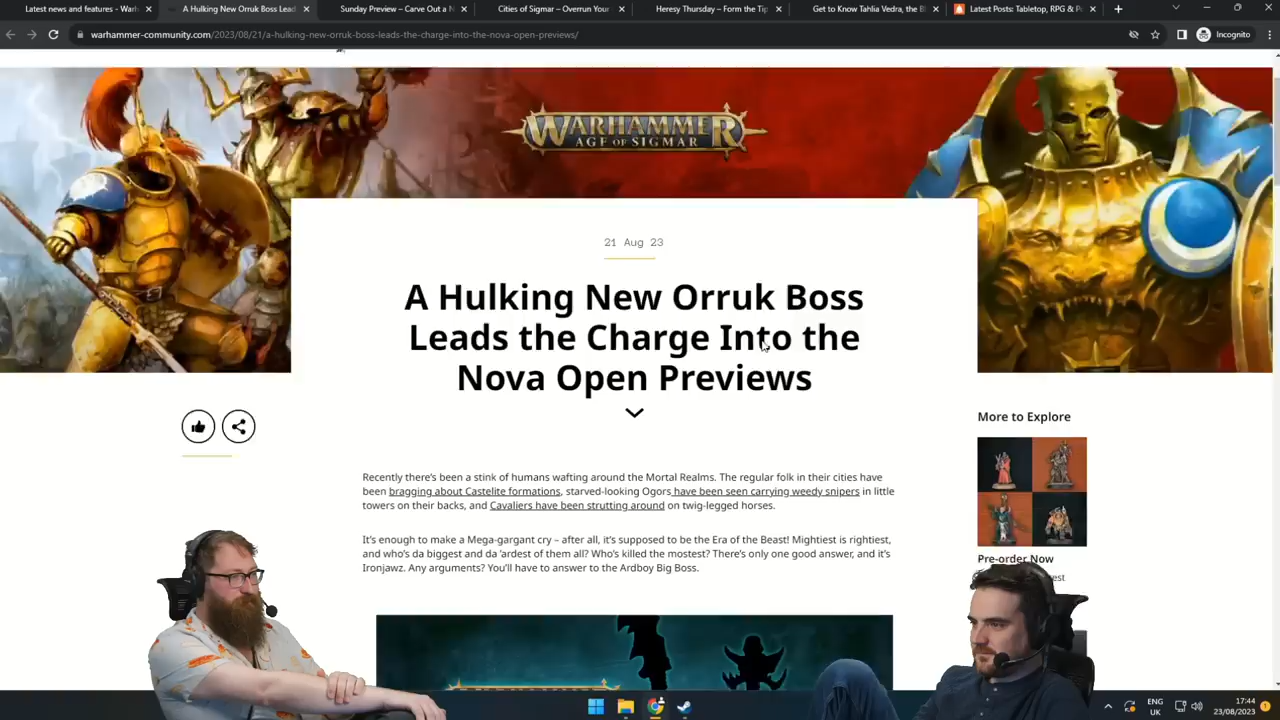 Latest news and features - Warh
A Hulking New Orruk Boss Lead
Sunday Preview – Carve Out a N
Cities of Sigmar – Overrun Your
Heresy Thursday – Form the Tip
Get to Know Tahlia Vedra, the
Latest Posts: Tabletop, RPG & P
warhammer-community.com/2023/08/21/a-hulking-new-orruk-boss-leads-the-charge-into-the-nova-open-previews/
Incognito
WARHAMMER
AGE OF SIGMAR
21 Aug 23
A Hulking New Orruk Boss
Leads the Charge Into the
Nova Open Previews
Recently there's been a stink of humans wafting around the Mortal Realms. The regular folk in their cities have
been bragging about Castelite formations, starved-looking Ogors have been seen carrying weedy snipers in little
towers on their backs, and Cavaliers have been strutting around on twig-legged horses.
It's enough to make a Mega-gargant cry – after all, it's supposed to be the Era of the Beast! Mightiest is rightiest,
and who's da biggest and da 'ardest of them all? Who's killed the mostest? There's only one good answer, and it's
Ironjawz. Any arguments? You'll have to answer to the Ardboy Big Boss.
More to Explore
Pre-order Now
ENG
UK
17:44
23/08/2023